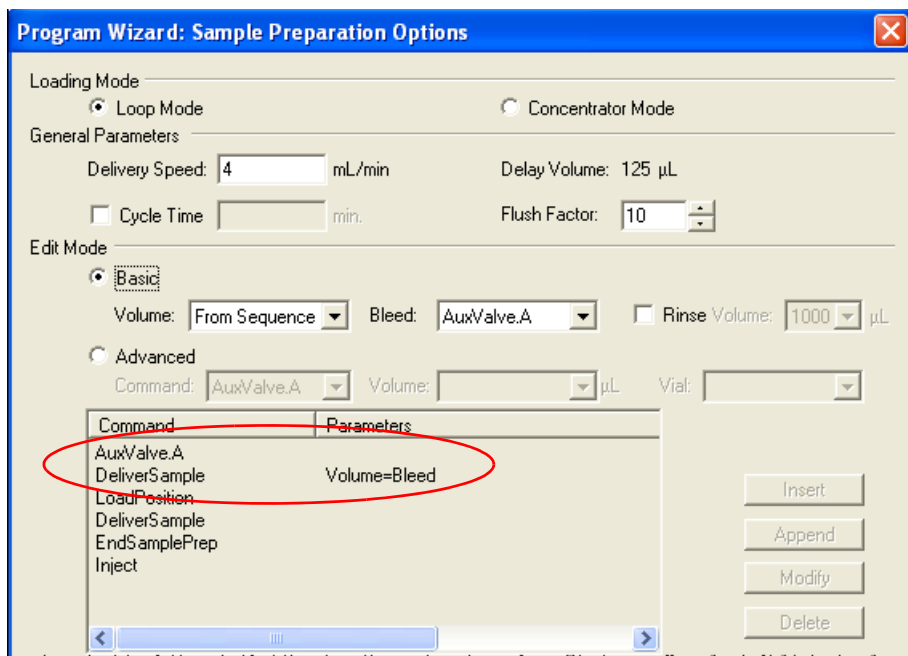 Program Wizard: Sample Preparation Options
Loading Mode
Loop Mode Concentrator Mode
General Parameters
Delivery Speed: 4 mL/min Delay Volume: 125 µL
Cycle Time min. Flush Factor: 10
Edit Mode
Basic
Volume: From Sequence Bleed: AuxValve.A Rinse Volume: 1000 µL
Advanced
Command: AuxValve.A Volume: µL Vial:
Command Parameters
AuxValve.A
DeliverSample Volume=Bleed
LoadPosition
DeliverSample
EndSamplePrep
Inject
Insert
Append
Modify
Delete